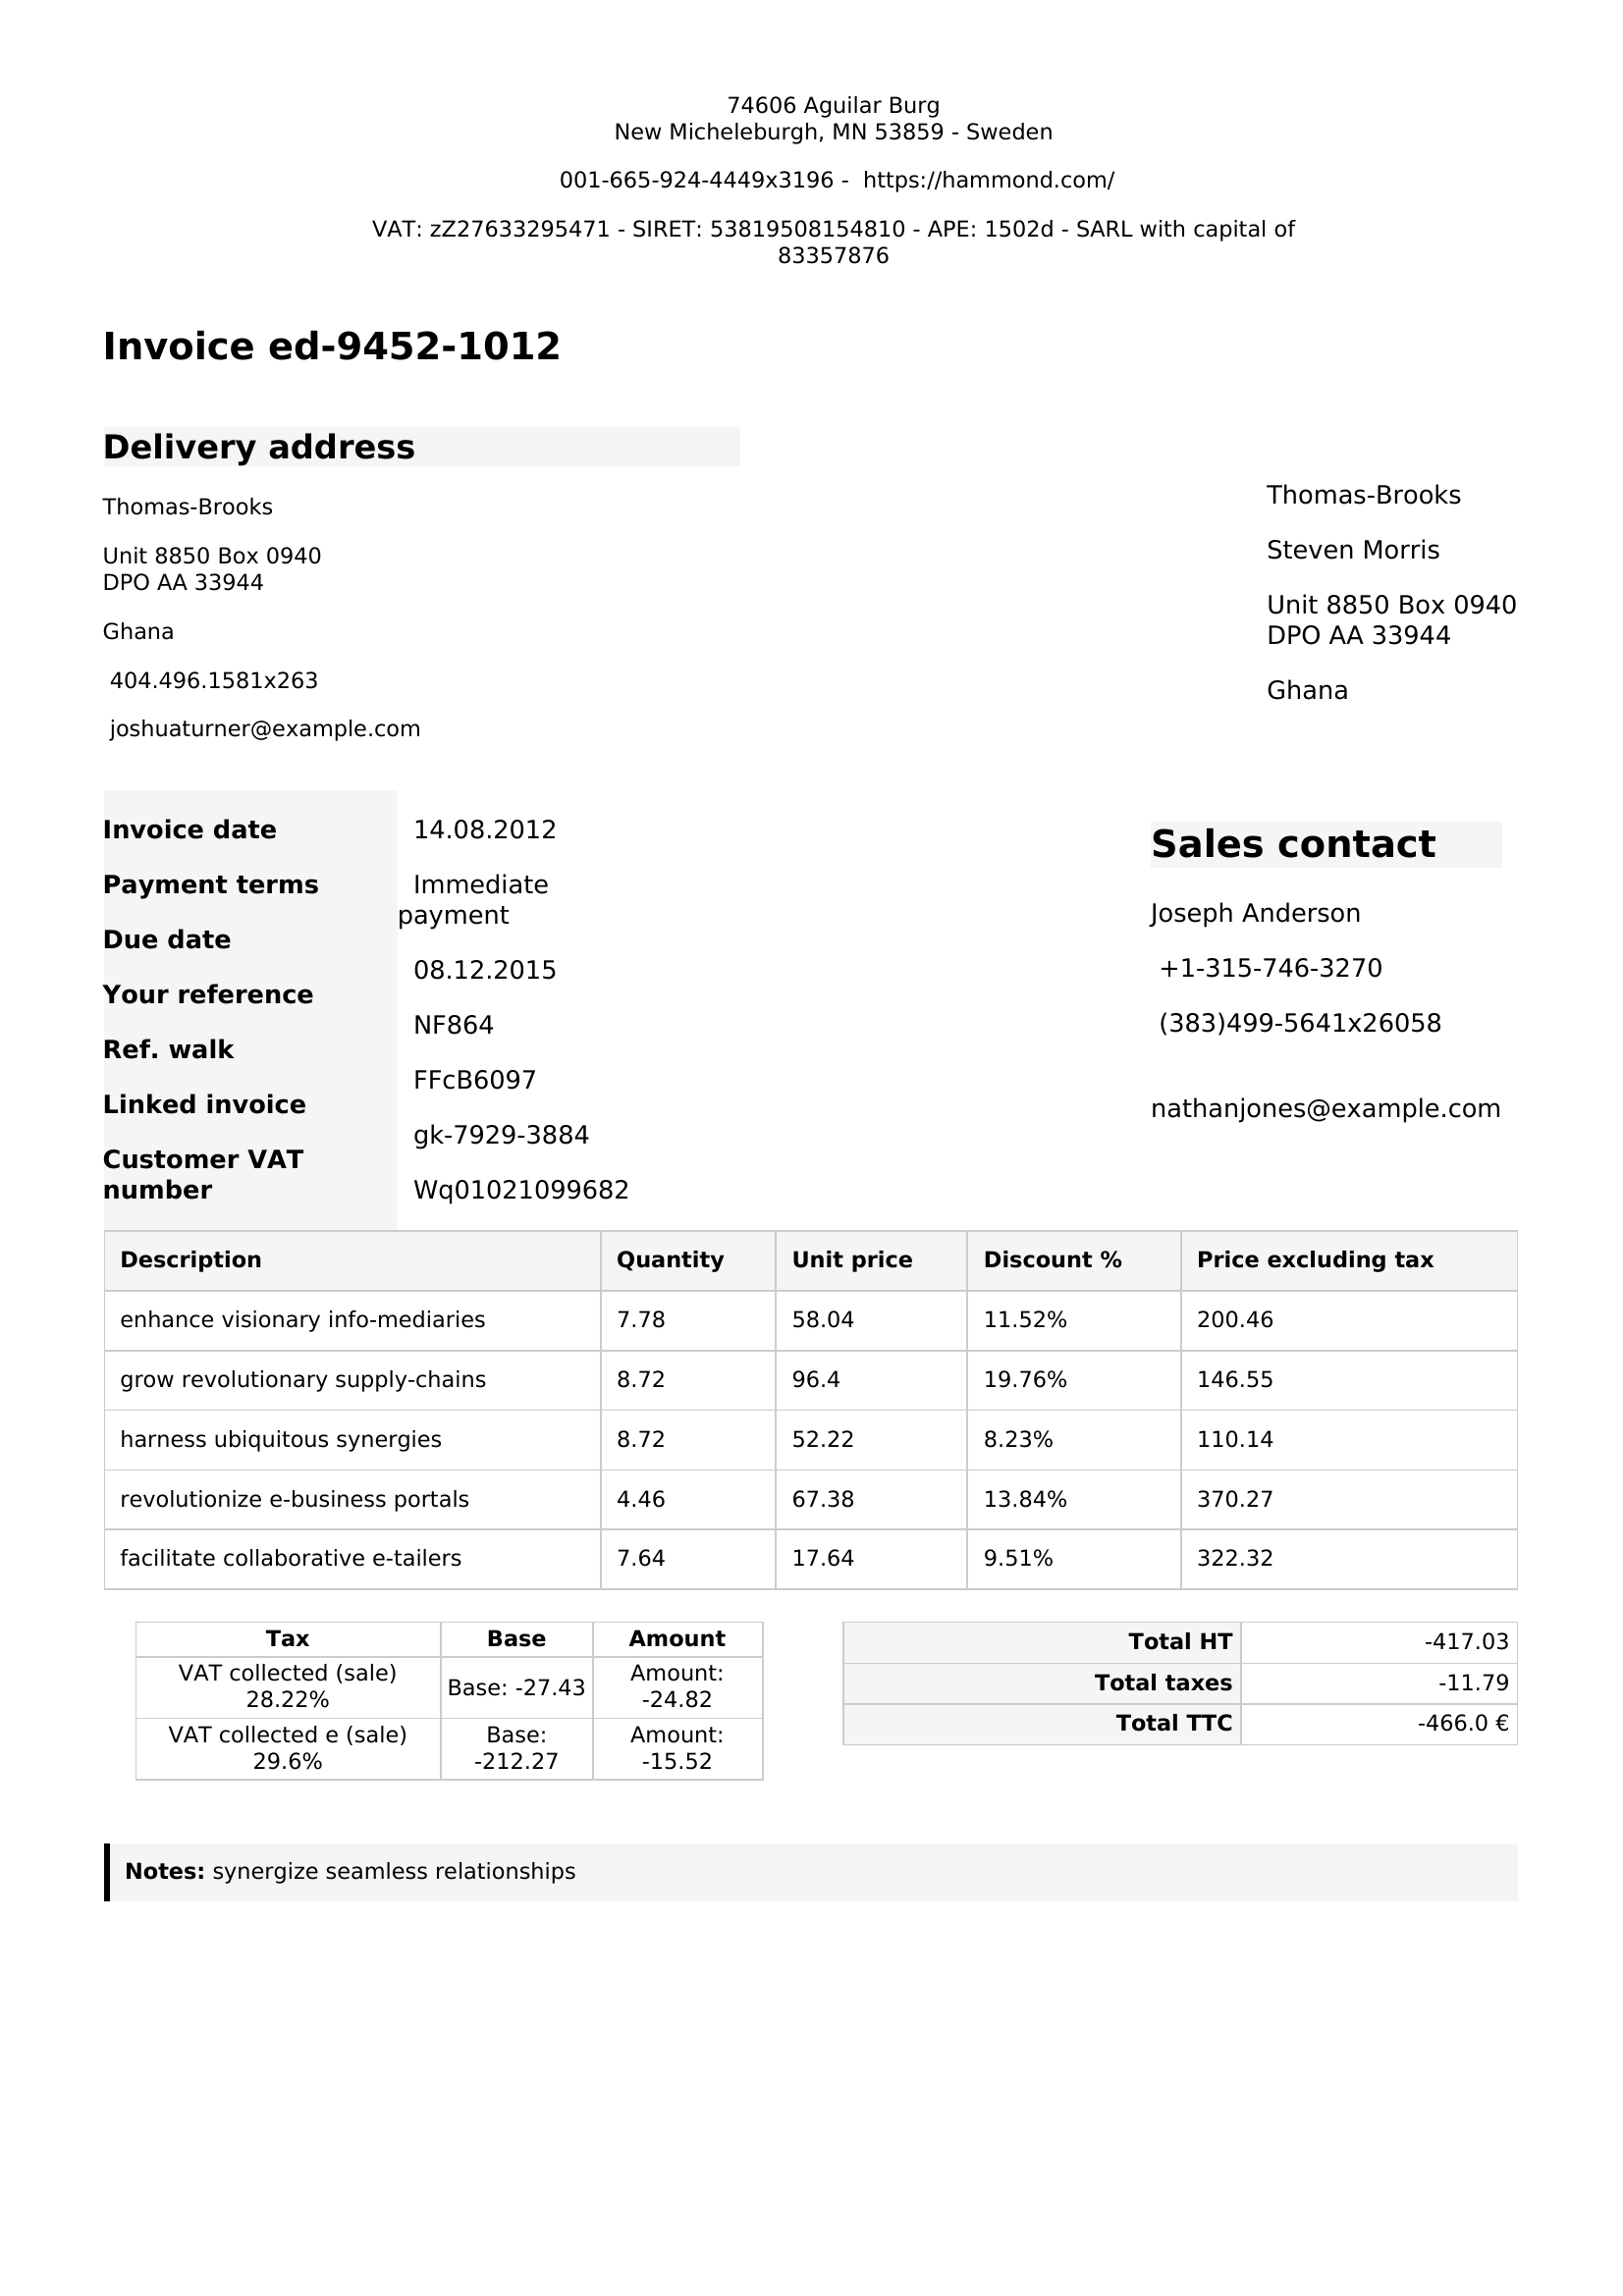 74606 Aguilar Burg
New Micheleburgh, MN 53859 - Sweden
001-665-924-4449x3196 -  https://hammond.com/
VAT: zZ27633295471 - SIRET: 53819508154810 - APE: 1502d - SARL with capital of
83357876
Invoice ed-9452-1012
Delivery address
Thomas-Brooks
Unit 8850 Box 0940
DPO AA 33944
Ghana
404.496.1581x263
joshuaturner@example.com
Thomas-Brooks
Steven Morris
Unit 8850 Box 0940
DPO AA 33944
Ghana
Invoice date
Payment terms
Due date
Your reference
Ref. walk
Linked invoice
Customer VAT
number
14.08.2012
Immediate
payment
08.12.2015
NF864
FFcB6097
gk-7929-3884
Wq01021099682
Sales contact
Joseph Anderson
+1-315-746-3270
(383)499-5641x26058
nathanjones@example.com
Description Quantity Unit price Discount % Price excluding tax
enhance visionary info-mediaries 7.78 58.04 11.52% 200.46
grow revolutionary supply-chains 8.72 96.4 19.76% 146.55
harness ubiquitous synergies 8.72 52.22 8.23% 110.14
revolutionize e-business portals 4.46 67.38 13.84% 370.27
facilitate collaborative e-tailers 7.64 17.64 9.51% 322.32
Tax Base Amount
VAT collected (sale)
28.22%
Base: -27.43
Amount:
-24.82
VAT collected e (sale)
29.6%
Base:
-212.27
Amount:
-15.52
Total HT -417.03
Total taxes -11.79
Total TTC -466.0 €
Notes: synergize seamless relationships